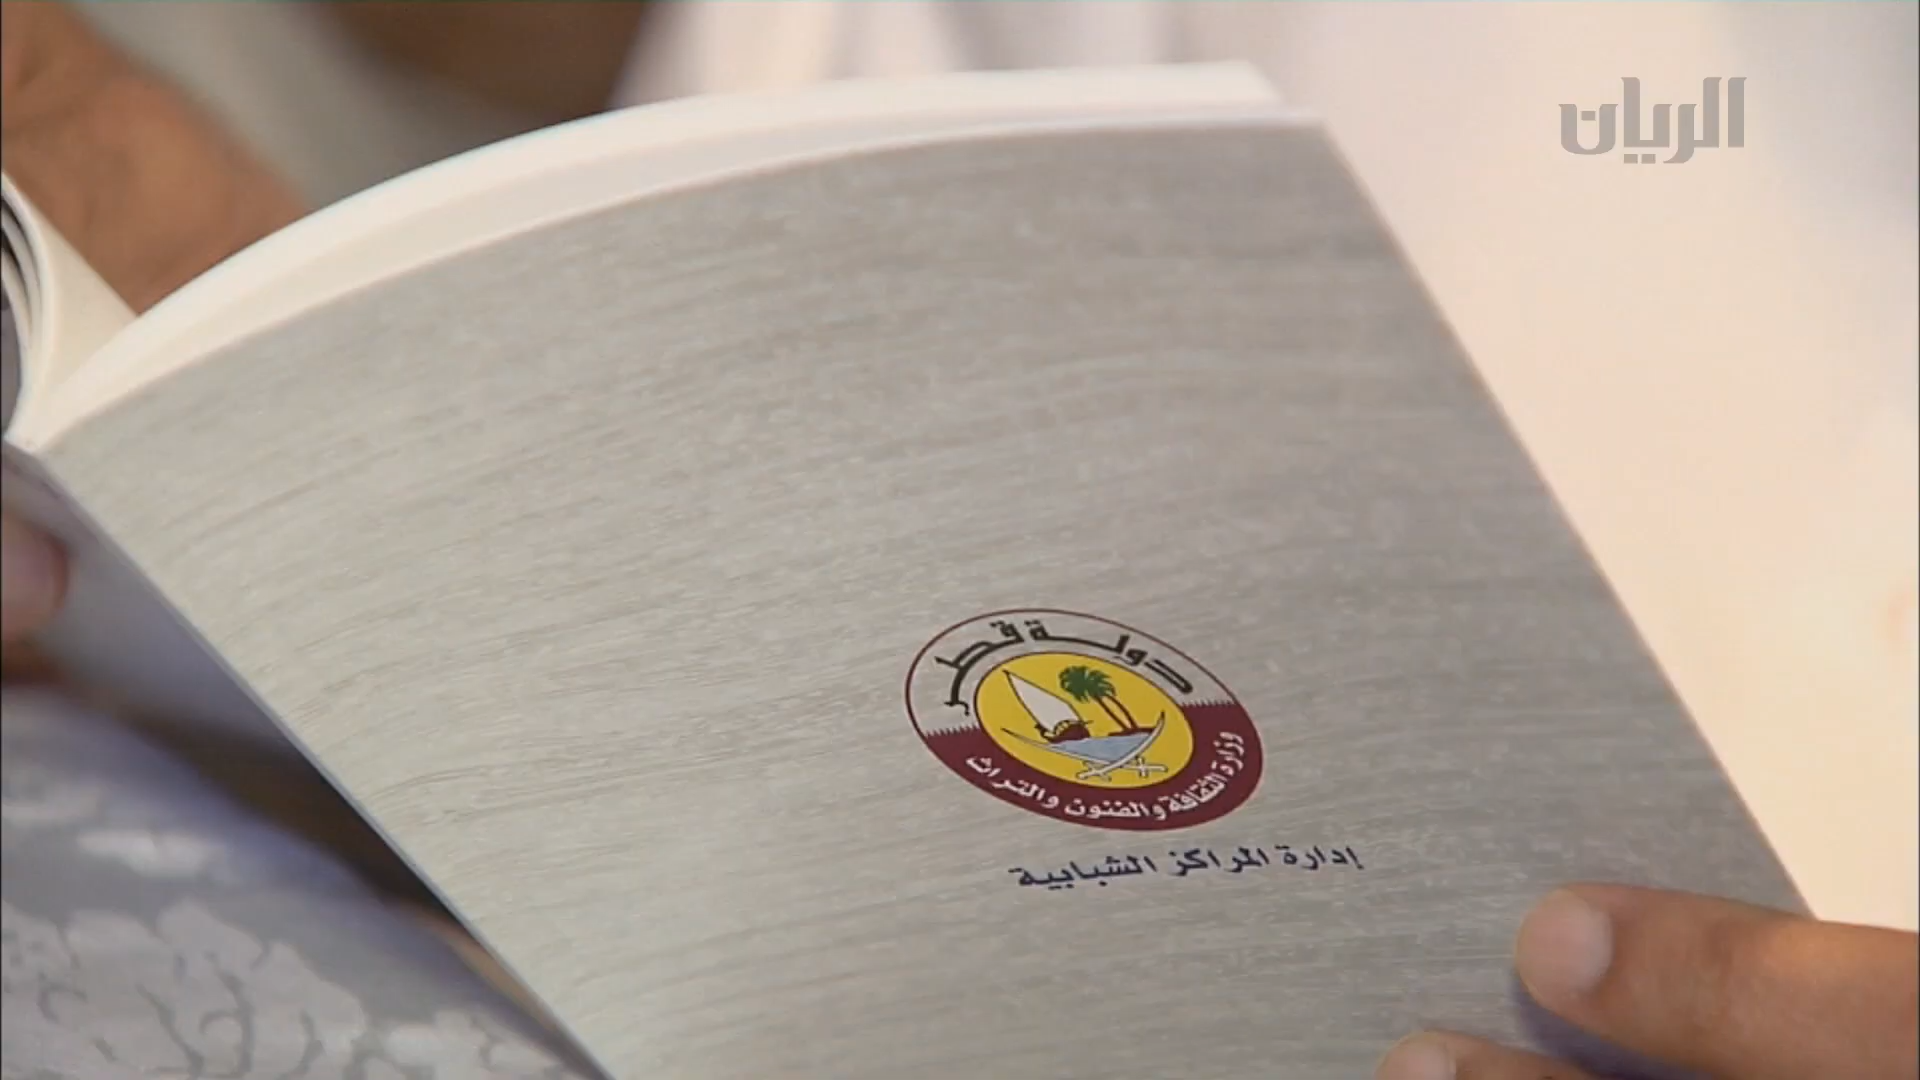 الريان
دولة قطر
وزارة الثقافة والفنون والتراث
إدارة المراكز الشبابية